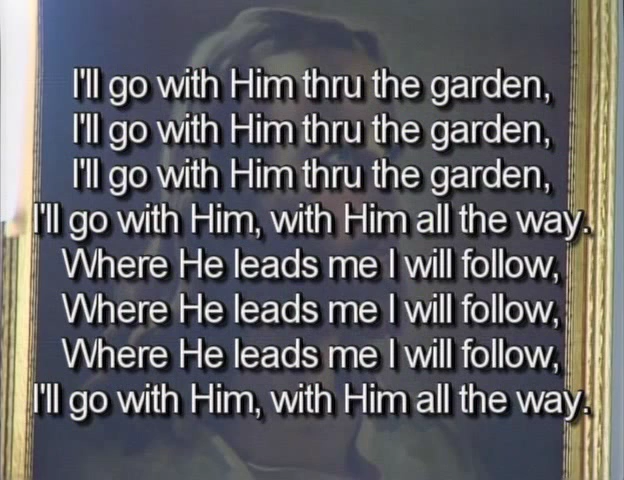 I'll go with Him thru the garden,
I'll go with Him thru the garden,
I'll go with Him thru the garden,
I'll go with Him, with Him all the way.
Where He leads me I will follow,
Where He leads me I will follow,
Where He leads me I will follow,
I'll go with Him, with Him all the way.